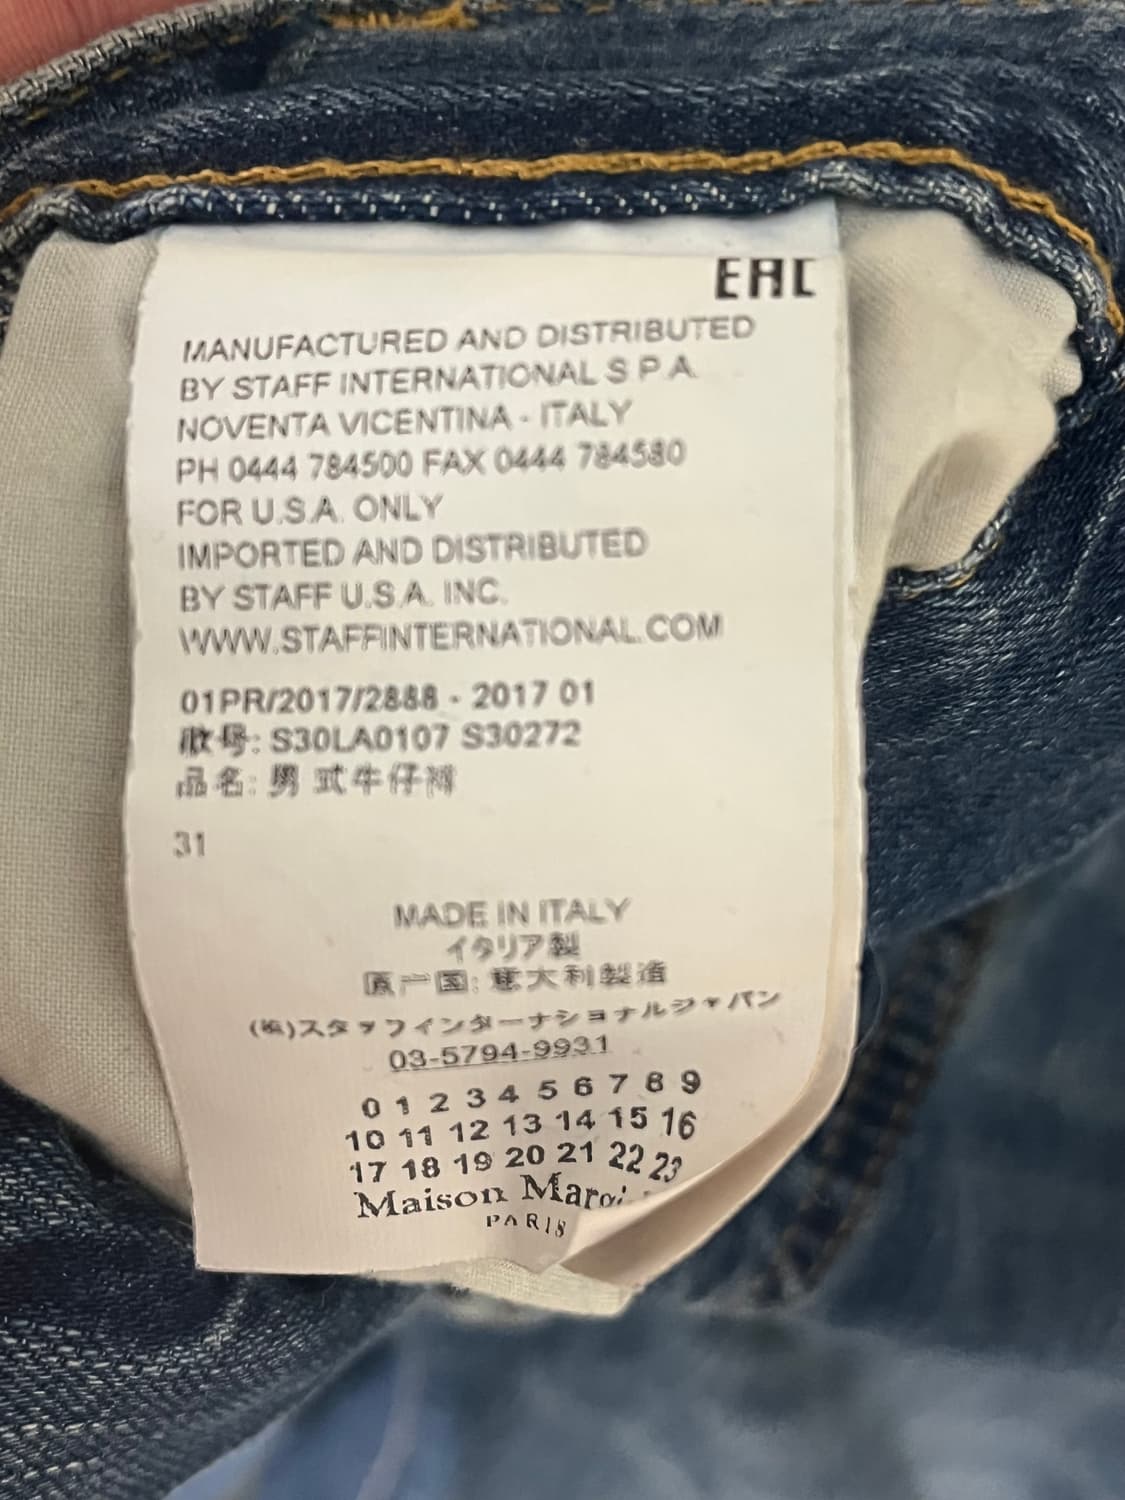 EAC
MANUFACTURED AND DISTRIBUTED
BY STAFF INTERNATIONAL S P A
NOVENTA VICENTINA - ITALY
PH 0444 784500 FAX 0444 784580
FOR U.S.A. ONLY
IMPORTED AND DISTRIBUTED
BY STAFF U.S.A. INC.
WWW.STAFFINTERNATIONAL.COM
01PR/2017/2888 - 2017 01
款号: S30LA0107 S30272
品名: 男 式牛仔裤
31
MADE IN ITALY
イタリア製
原产国: 意大利製造
(株)スタッフインターナショナルジャパン
03-5794-9931
0 1 2 3 4 5 6 7 8 9
10 11 12 13 14 15 16
17 18 19 20 21 22 23
Maison
PARIS